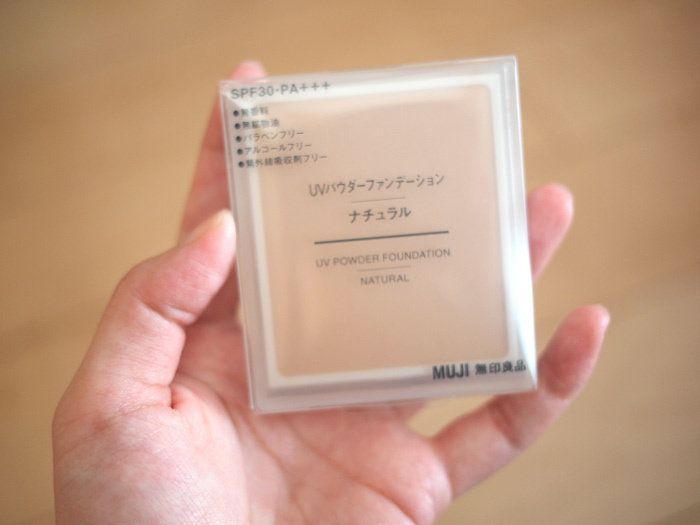 SPF30·PA+++
●無香料
●無鉱物油
●パラベンフリー
●アルコールフリー
●紫外線吸収剤フリー
UVパウダーファンデーション
ナチュラル
UV POWDER FOUNDATION
NATURAL
MUJI 無印良品